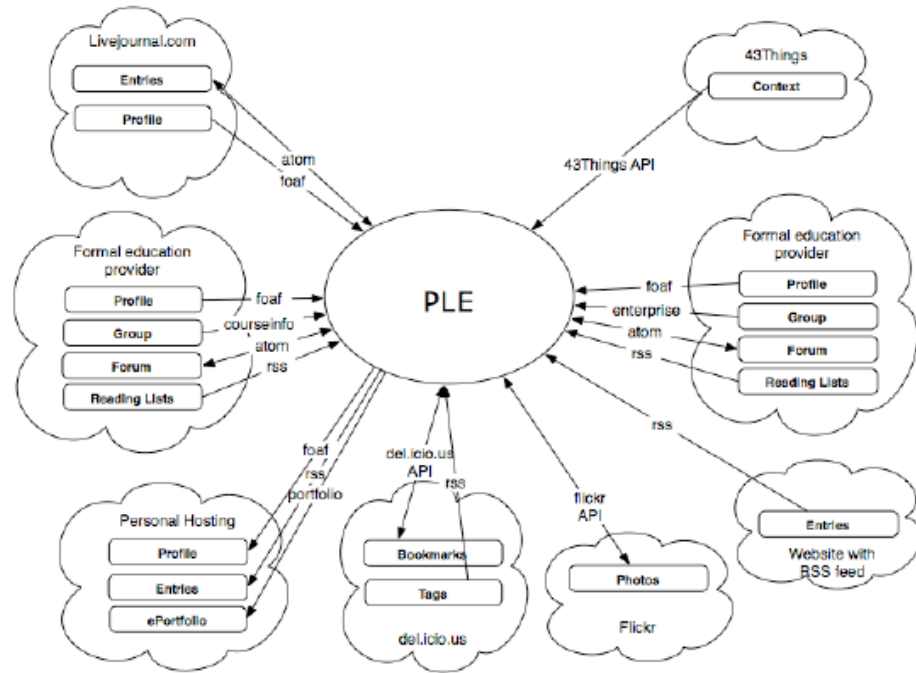 Livejournal.com
Entries
Profile
atom
foaf
43Things
Context
43Things API
Formal education
provider
Profile
Group
Forum
Reading Lists
foaf
courseinfo
atom
rss
PLE
Formal education
provider
Profile
Group
Forum
Reading Lists
foaf
enterprise
atom
rss
foaf
rss
portfolio
Personal Hosting
Profile
Entries
ePortfolio
del.icio.us
API
rss
Bookmarks
Tags
del.icio.us
flickr
API
Photos
Flickr
rss
Entries
Website with
RSS feed